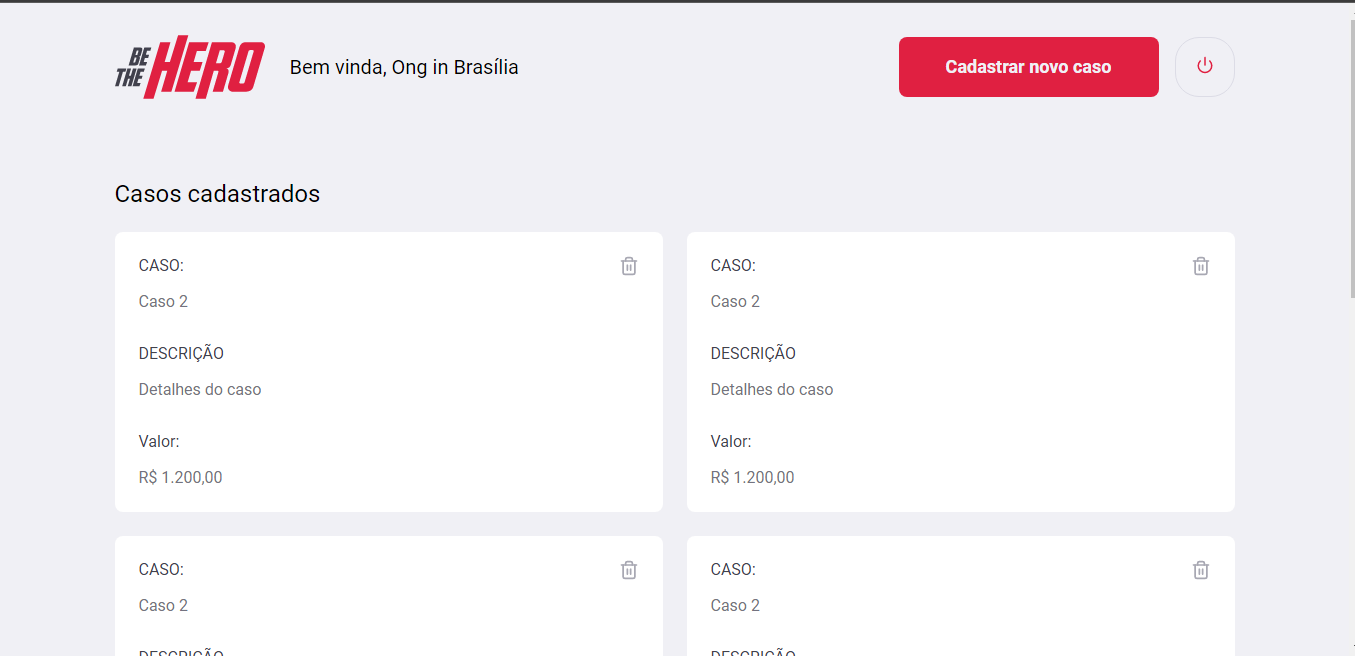 BE THE HERO
Bem vinda, Ong in Brasília
Cadastrar novo caso
Casos cadastrados
CASO:
Caso 2
DESCRIÇÃO
Detalhes do caso
Valor:
R$ 1.200,00
CASO:
Caso 2
DESCRIÇÃO
Detalhes do caso
Valor:
R$ 1.200,00
CASO:
Caso 2
DESCRIÇÃO
CASO:
Caso 2
DESCRIÇÃO